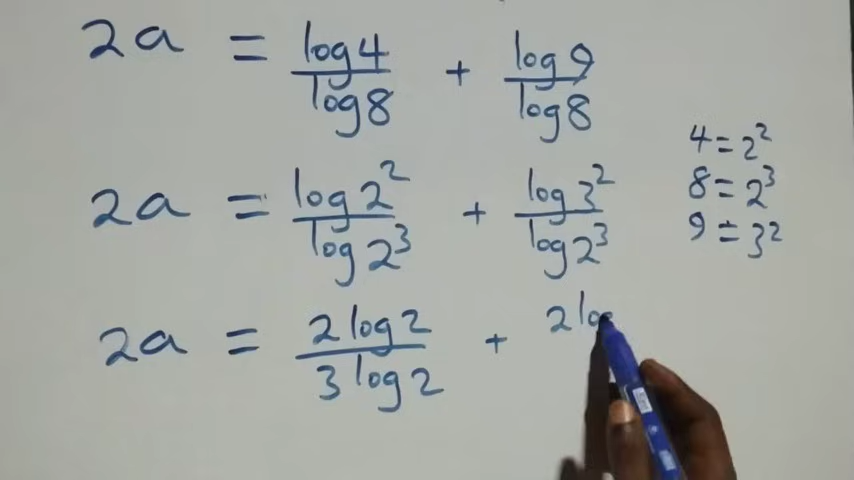 2a = log4/log8 + log9/log8
4 = 2²
8 = 2³
9 = 3²
2a = log2²/log2³ + log3²/log2³
2a = 2log2/3log2 + 2lo